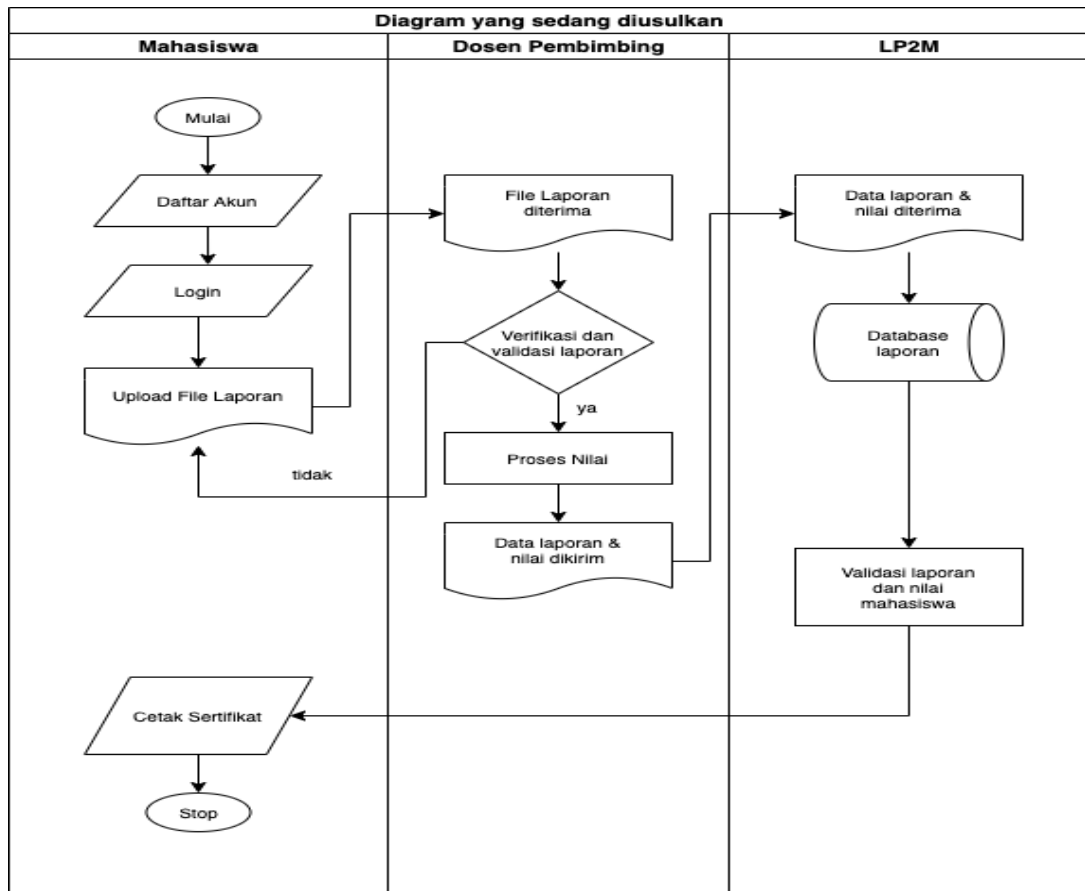 Diagram yang sedang diusulkan
Mahasiswa
Dosen Pembimbing
LP2M
Mulai
Daftar Akun
Login
Upload File Laporan
tidak
File Laporan
diterima
Verifikasi dan
validasi laporan
ya
Proses Nilai
Data laporan &
nilai dikirim
Data laporan &
nilai diterima
Database
laporan
Validasi laporan
dan nilai
mahasiswa
Cetak Sertifikat
Stop